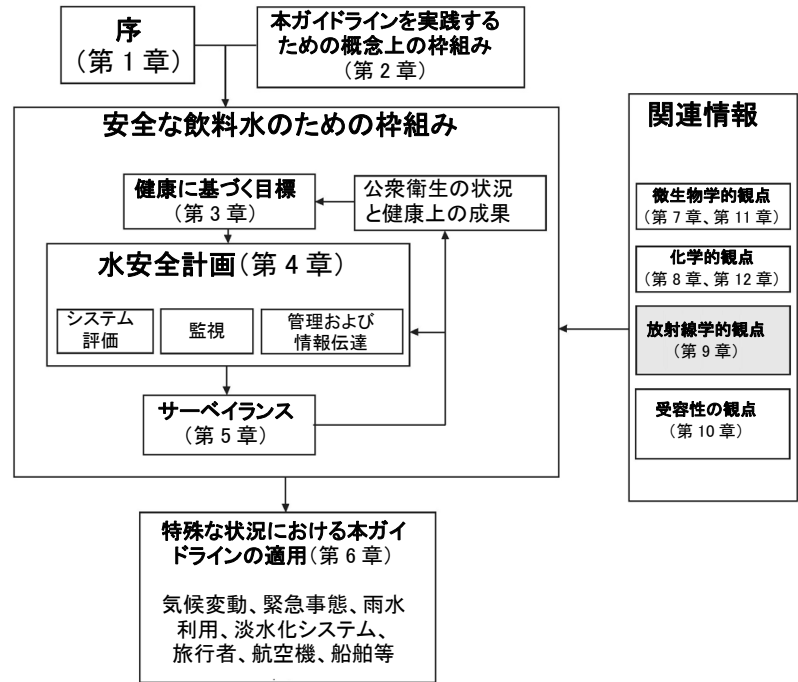 序
(第 1 章)
本ガイドラインを実践する
ための概念上の枠組み
(第 2 章)
安全な飲料水のための枠組み
健康に基づく目標
(第 3 章)
公衆衛生の状況
と健康上の成果
水安全計画(第 4 章)
システム
評価
監視
管理および
情報伝達
サーベイランス
(第 5 章)
関連情報
微生物学的観点
(第 7 章、第 11 章)
化学的観点
(第 8 章、第 12 章)
放射線学的観点
(第 9 章)
受容性の観点
(第 10 章)
特殊な状況における本ガイ
ドラインの適用(第 6 章)
気候変動、緊急事態、雨水
利用、淡水化システム、
旅行者、航空機、船舶等